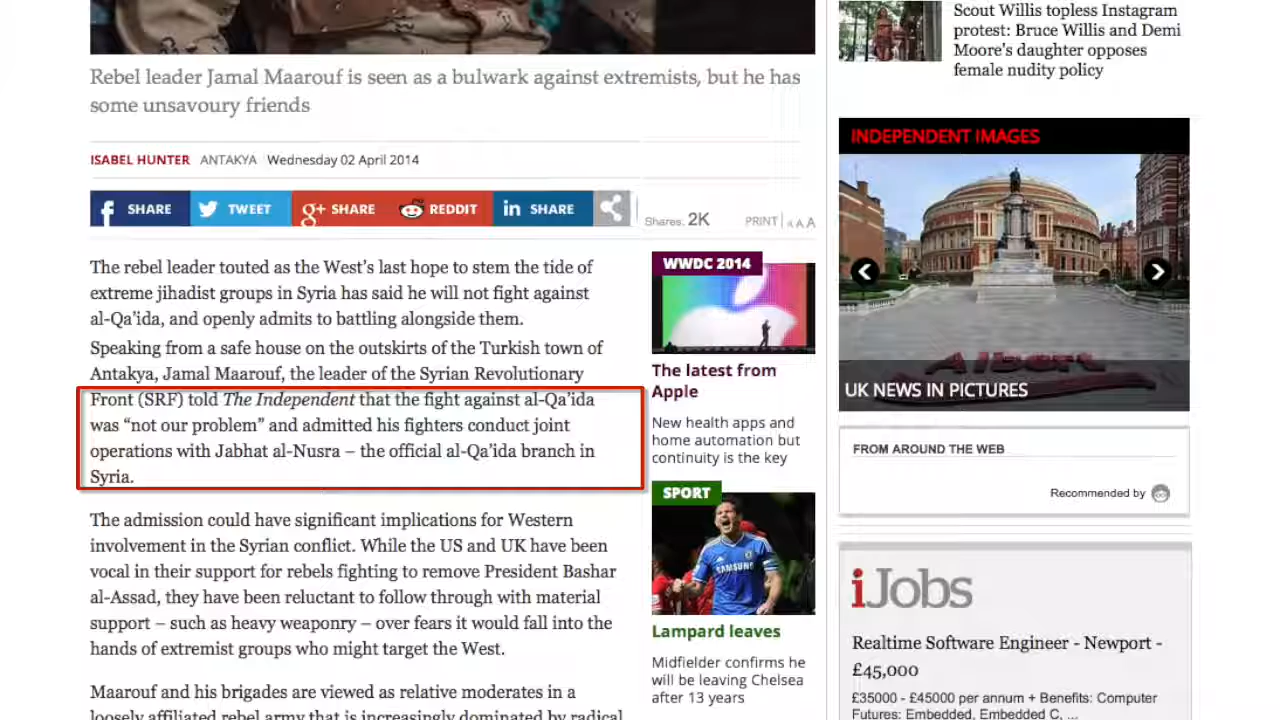 Rebel leader Jamal Maarouf is seen as a bulwark against extremists, but he has
some unsavoury friends
ISABEL HUNTER ANTAKYA Wednesday 02 April 2014
SHARE TWEET SHARE REDDIT SHARE
Shares: 2K
PRINT | A A A
The rebel leader touted as the West's last hope to stem the tide of
extreme jihadist groups in Syria has said he will not fight against
al-Qa'ida, and openly admits to battling alongside them.
Speaking from a safe house on the outskirts of the Turkish town of
Antakya, Jamal Maarouf, the leader of the Syrian Revolutionary
Front (SRF) told The Independent that the fight against al-Qa'ida
was “not our problem” and admitted his fighters conduct joint
operations with Jabhat al-Nusra – the official al-Qa'ida branch in
Syria.
The admission could have significant implications for Western
involvement in the Syrian conflict. While the US and UK have been
vocal in their support for rebels fighting to remove President Bashar
al-Assad, they have been reluctant to follow through with material
support – such as heavy weaponry – over fears it would fall into the
hands of extremist groups who might target the West.
Maarouf and his brigades are viewed as relative moderates in a
loosely affiliated rebel army that is increasingly dominated by radical
WWDC 2014
The latest from
Apple
New health apps and
home automation but
continuity is the key
SPORT
SAMSUNG
Lampard leaves
Midfielder confirms he
will be leaving Chelsea
after 13 years
Scout Willis topless Instagram
protest: Bruce Willis and Demi
Moore's daughter opposes
female nudity policy
INDEPENDENT IMAGES
UK NEWS IN PICTURES
FROM AROUND THE WEB
Recommended by
iJobs
Realtime Software Engineer - Newport -
£45,000
£35000 - £45000 per annum + Benefits: Computer
Futures: Embedded, Embedded C, ...